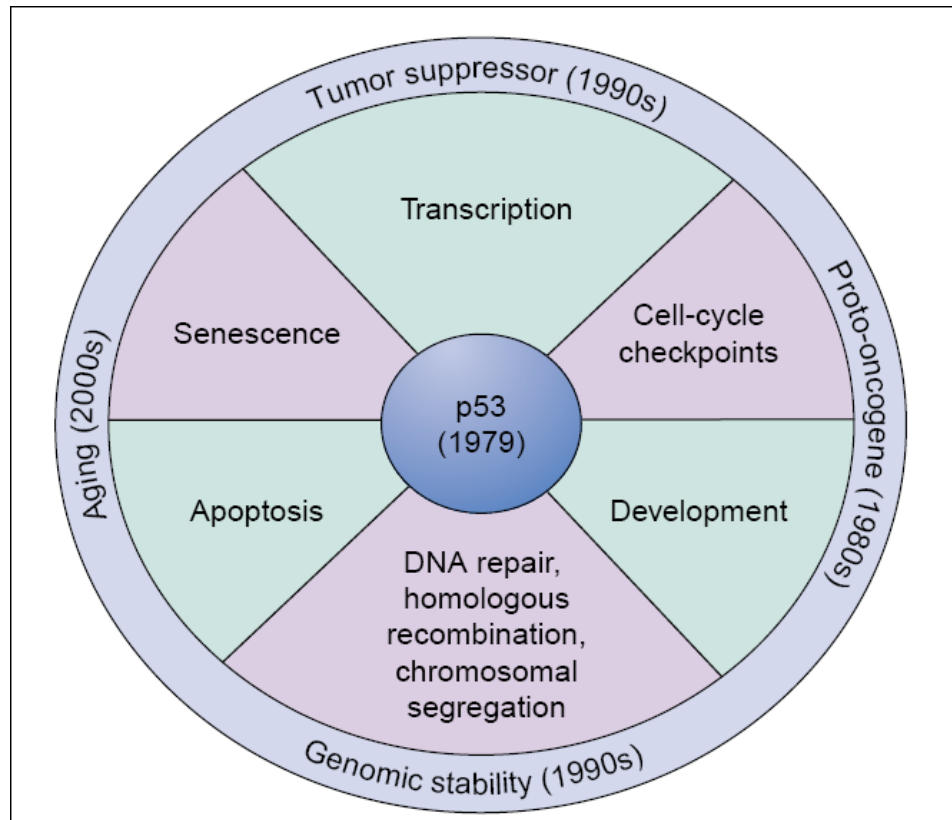 Tumor suppressor (1990s)
Transcription
Senescence
Cell-cycle
checkpoints
Proto-oncogene (1980s)
Aging (2000s)
p53
(1979)
Apoptosis
Development
DNA repair,
homologous
recombination,
chromosomal
segregation
Genomic stability (1990s)